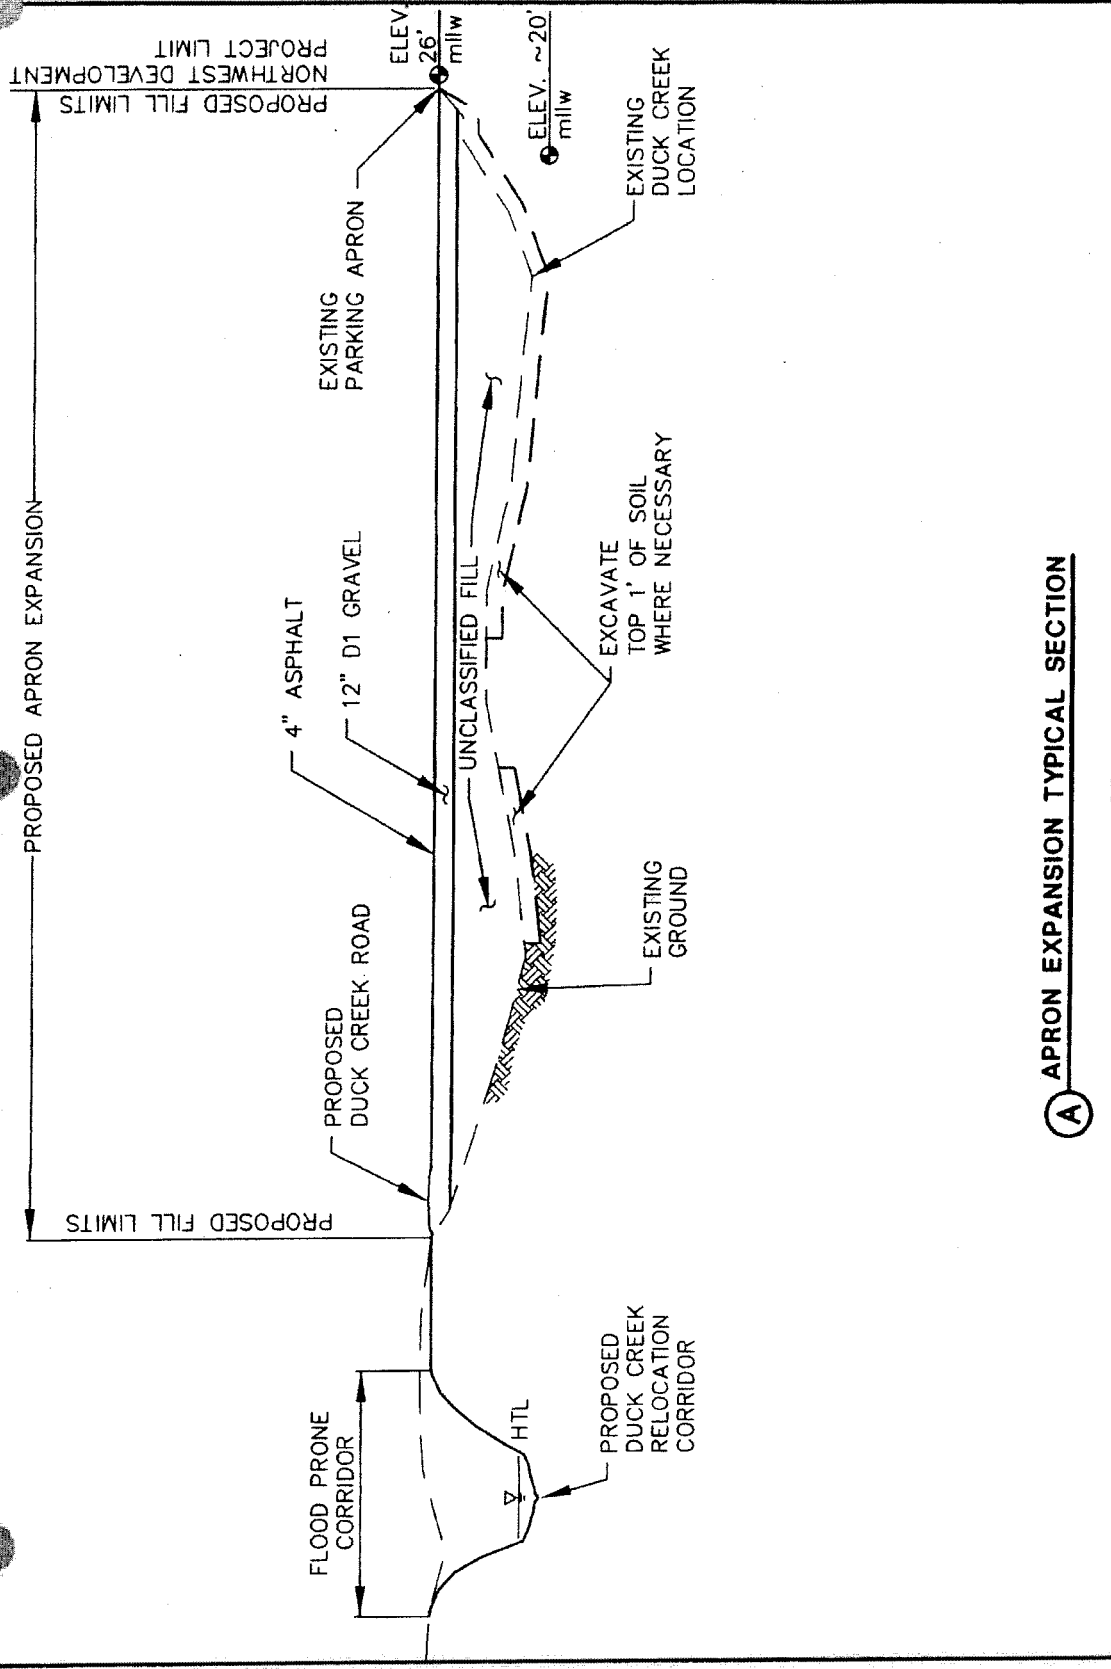 PROPOSED APRON EXPANSION
PROPOSED FILL LIMITS
NORTHWEST DEVELOPMENT
PROJECT LIMIT
PROPOSED FILL LIMITS
FLOOD PRONE
CORRIDOR
PROPOSED
DUCK CREEK ROAD
4" ASPHALT
12" D1 GRAVEL
EXISTING
PARKING APRON
ELEV.
26'
mllw
ELEV. ~20'
mllw
UNCLASSIFIED FILL
HTL
PROPOSED
DUCK CREEK
RELOCATION
CORRIDOR
EXISTING
GROUND
EXCAVATE
TOP 1' OF SOIL
WHERE NECESSARY
EXISTING
DUCK CREEK
LOCATION
A
APRON EXPANSION TYPICAL SECTION